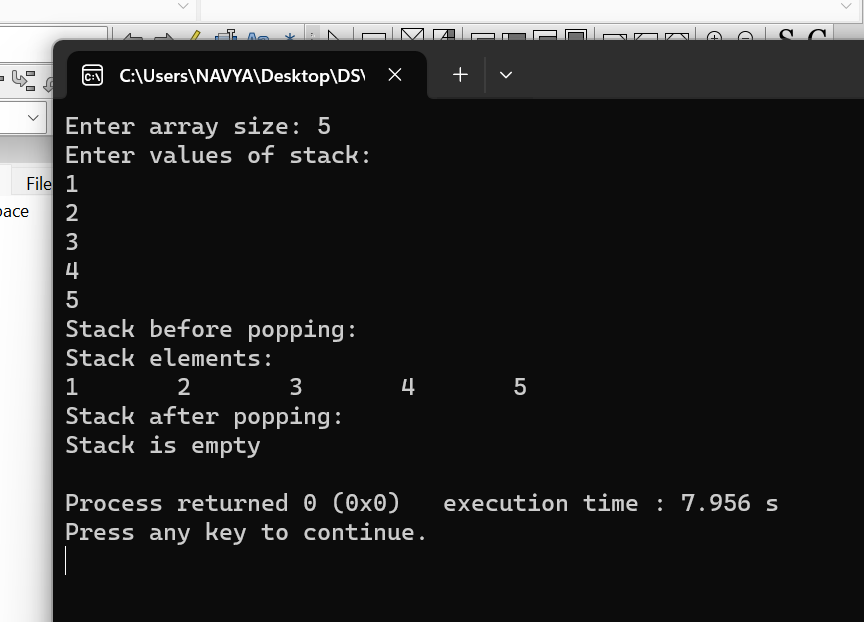 C:\Users\NAVYA\Desktop\DS\
Enter array size: 5
Enter values of stack:
File
1
pace
2
3
4
5
Stack before popping:
Stack elements:
1 2 3 4 5
Stack after popping:
Stack is empty
Process returned 0 (0x0) execution time : 7.956 s
Press any key to continue.